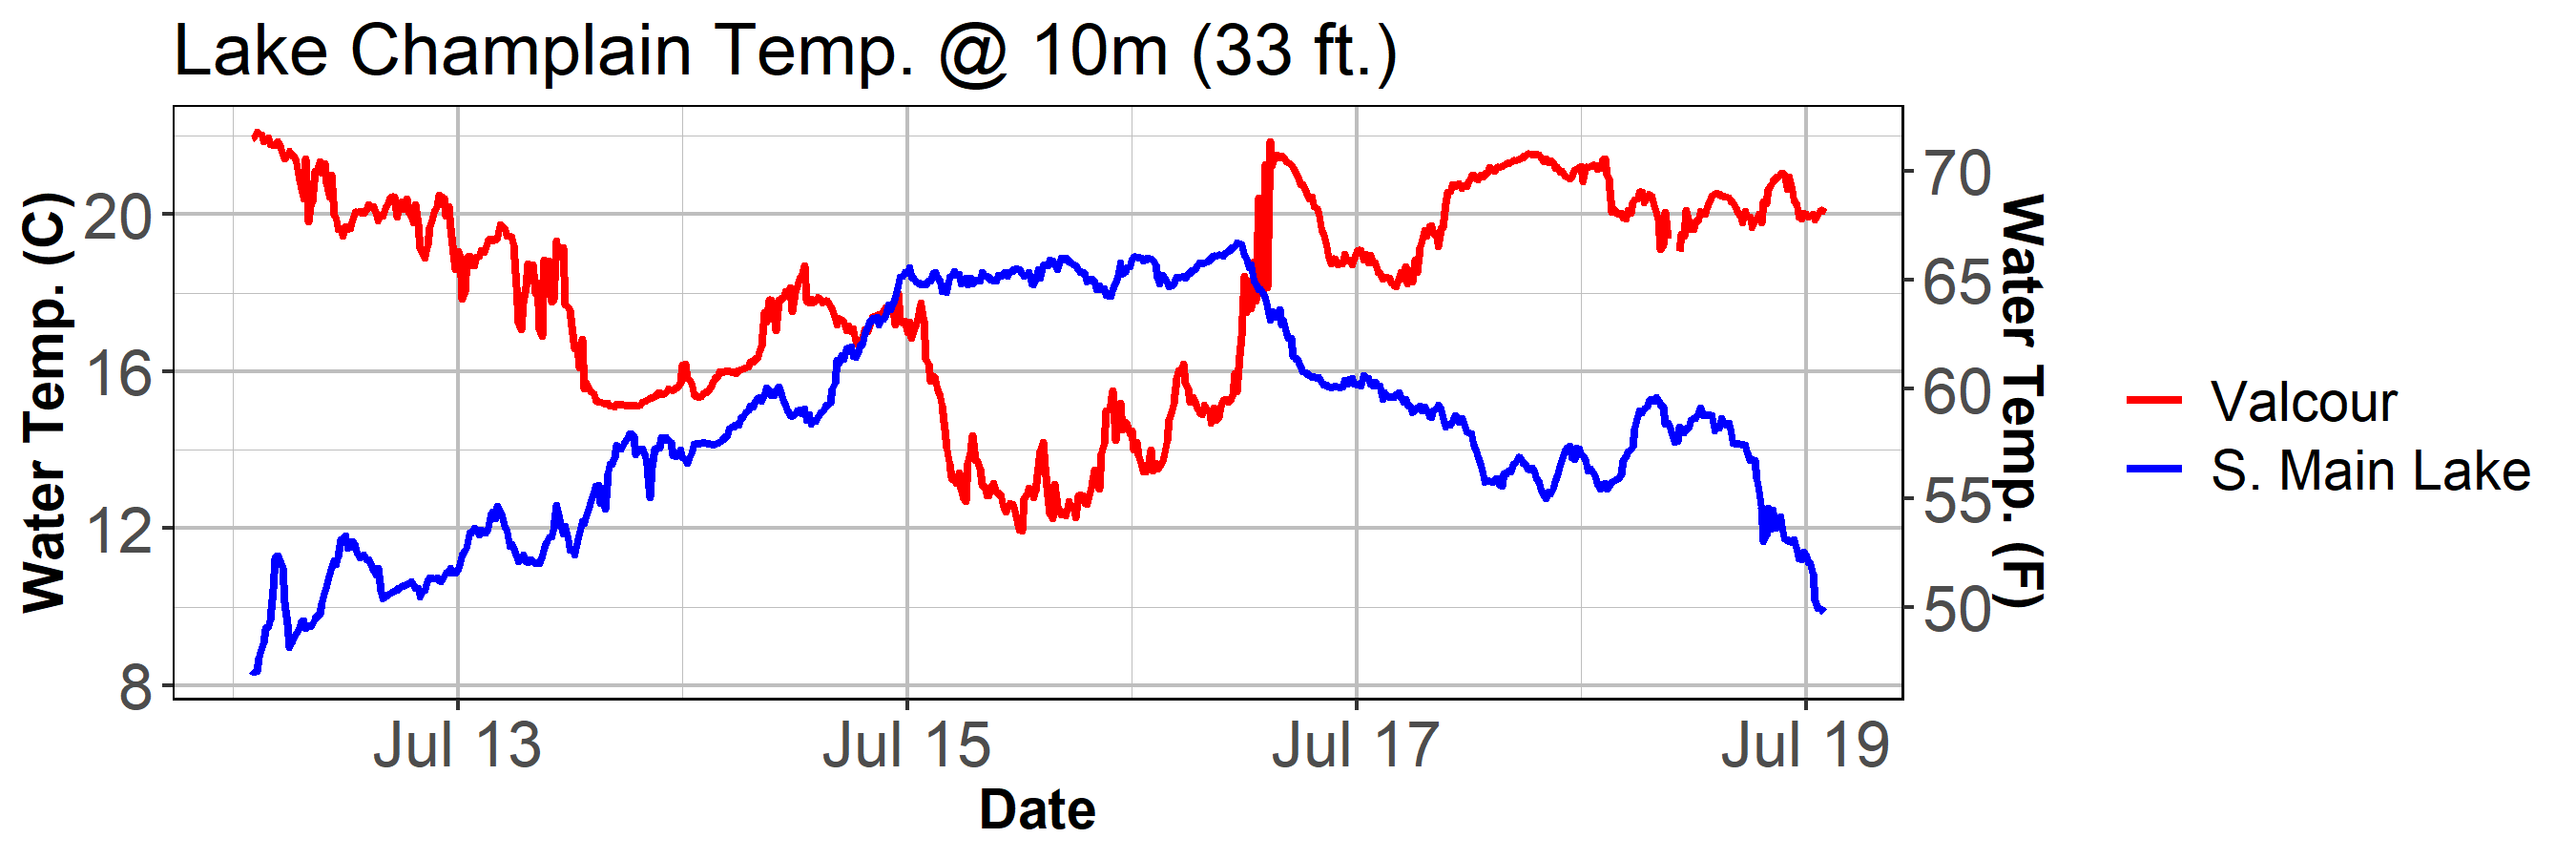 Lake Champlain Temp. @ 10m (33 ft.)
Water Temp. (C)
20
16
12
8
70
65
60
55
50
Water Temp. (F)
Jul 13
Jul 15
Jul 17
Jul 19
Date
Valcour
S. Main Lake